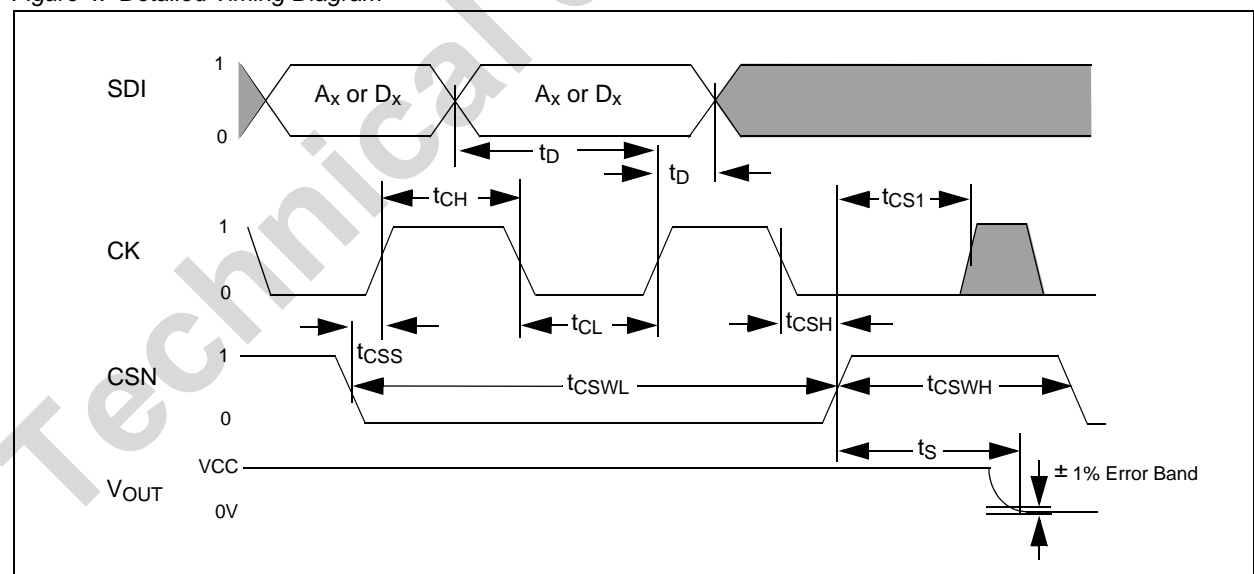 Figure 4. Detailed Timing Diagram
SDI
1
0
Ax or Dx
Ax or Dx
tD
tD
tCH
tCS1
CK
1
0
tCL
tCSH
tCSS
CSN
1
0
tCSWL
tCSWH
tS
VOUT
VCC
0V
± 1% Error Band
Technical